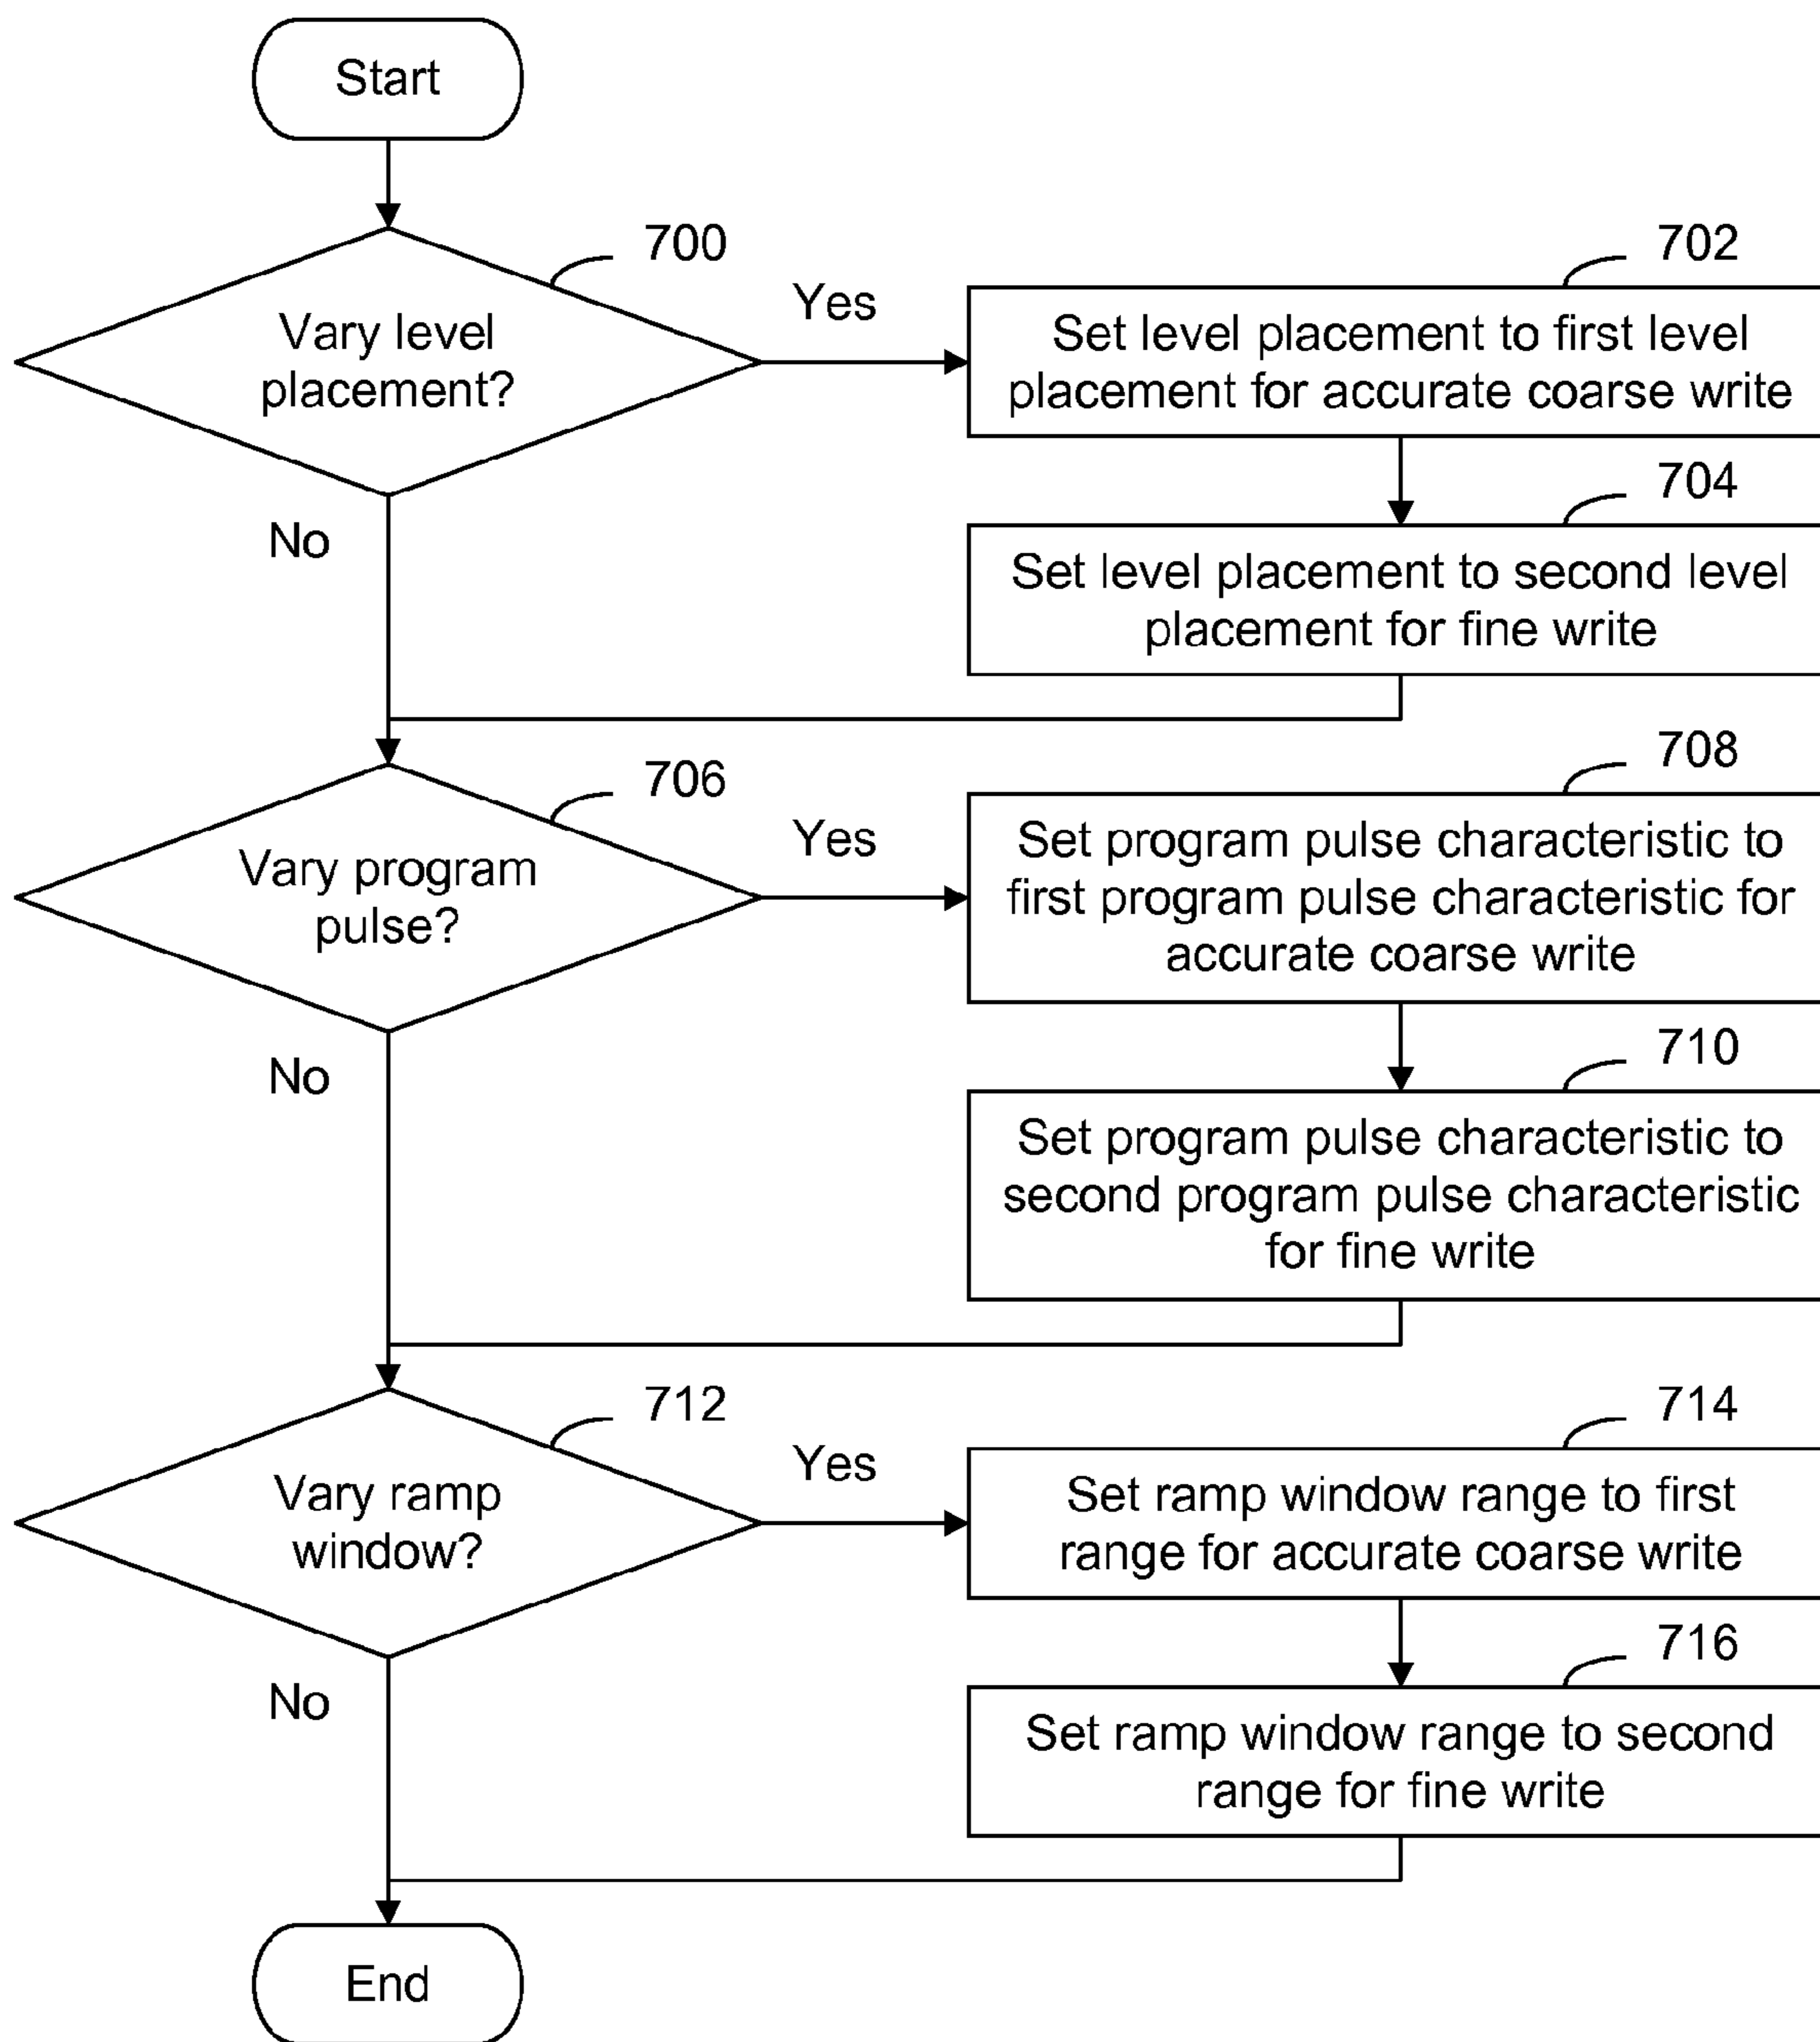 Start
700
702
Vary level
placement?
Yes
Set level placement to first level
placement for accurate coarse write
704
No
Set level placement to second level
placement for fine write
706
708
Vary program
pulse?
Yes
Set program pulse characteristic to
first program pulse characteristic for
accurate coarse write
710
No
Set program pulse characteristic to
second program pulse characteristic
for fine write
712
714
Vary ramp
window?
Yes
Set ramp window range to first
range for accurate coarse write
716
No
Set ramp window range to second
range for fine write
End